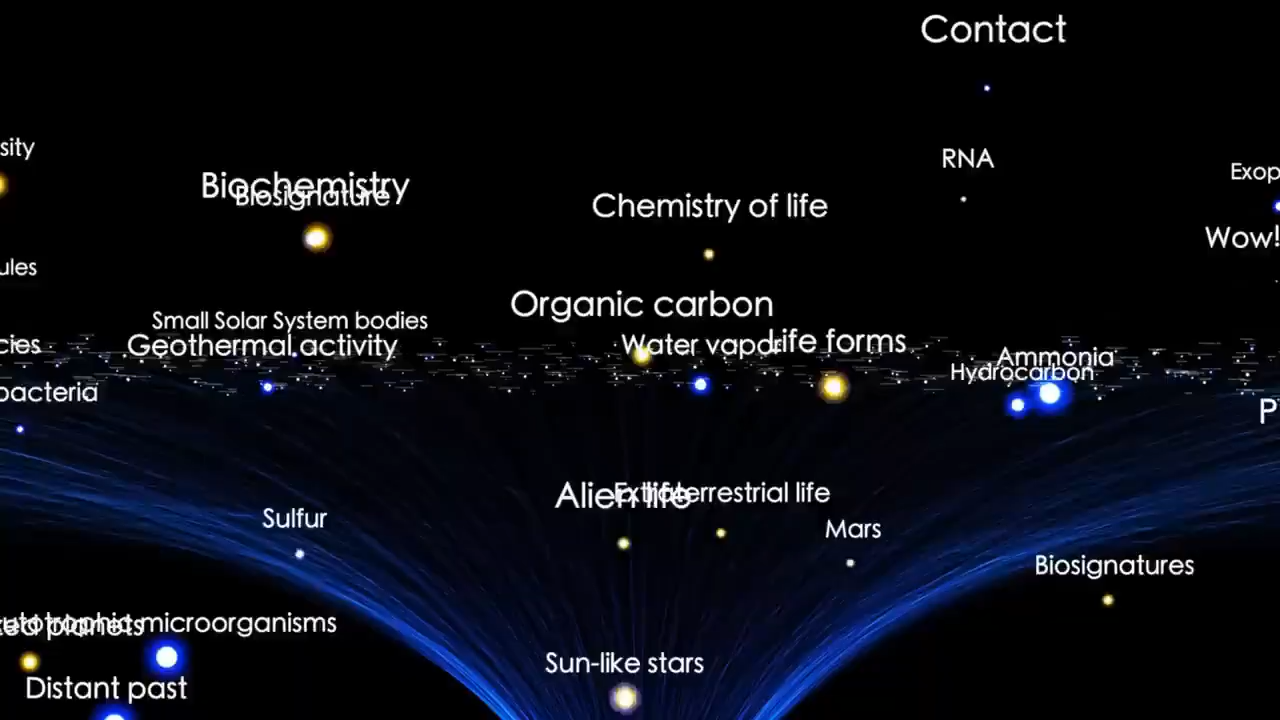 Contact
sity
RNA
Exop
Biochemistry
Biosignature
Chemistry of life
Wow!
ules
Organic carbon
Small Solar System bodies
Geothermal activity
Water vapor
Life forms
cies
Ammonia
Hydrocarbon
bacteria
P
Alien life
Extraterrestrial life
Sulfur
Mars
Biosignatures
utotrophic microorganisms
planets
Sun-like stars
Distant past